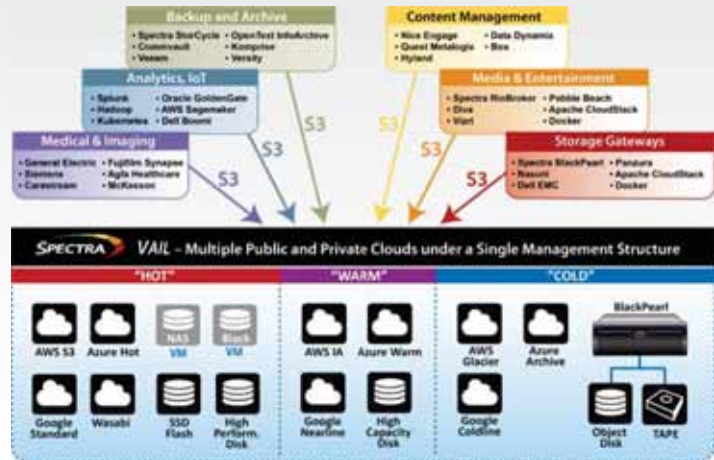 Backup and Archive
• Spectra StorCycle • OpenText InfoArchive
• Commvault • Komprise
• Veeam • Versity
Content Management
• Nice Engage • Data Dynamix
• Quest Metalogix • Box
• Hyland
Analytics, IoT
• Splunk • Oracle GoldenGate
• Hadoop • AWS Sagemaker
• Kubernetes • Dell Boomi
Media & Entertainment
• Spectra RioBroker • Pebble Beach
• Diva • Apache CloudStack
• Vizrt • Docker
Medical & Imaging
• General Electric • Fujifilm Synapse
• Siemens • Agfa Healthcare
• Carestream • McKesson
Storage Gateways
• Spectra BlackPearl • Panzura
• Nasuni • Apache CloudStack
• Dell EMC • Docker
S3 S3 S3 S3 S3 S3
SPECTRA VAIL – Multiple Public and Private Clouds under a Single Management Structure
"HOT" "WARM" "COLD"
BlackPearl
NAS Block
AWS S3 Azure Hot VM VM
AWS IA Azure Warm
AWS Glacier
Azure Archive
Google Standard
Wasabi
SSD Flash
High Perform. Disk
Google Nearline
High Capacity Disk
Google Coldline
Object Disk
TAPE